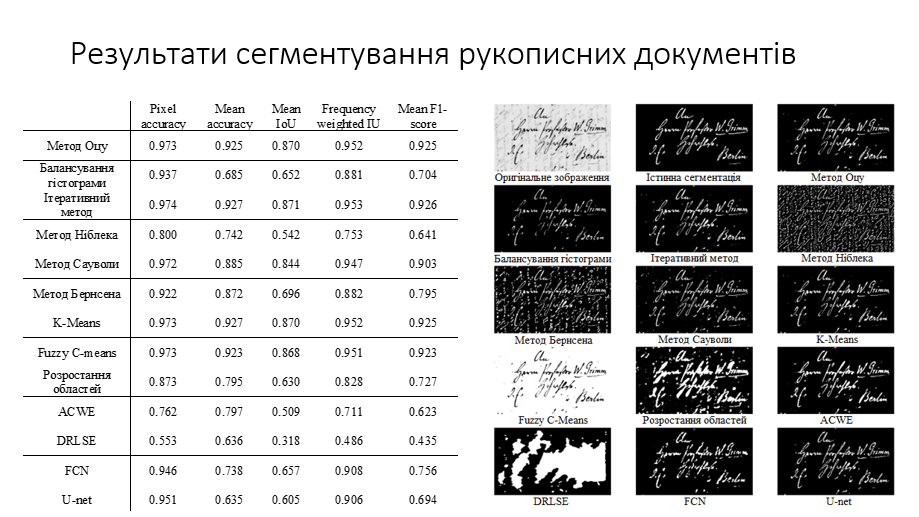 Результати сегментування рукописних документів
Pixel accuracy Mean accuracy Mean IoU Frequency weighted IU Mean F1-score
Метод Оцу 0.973 0.925 0.870 0.952 0.925
Балансування гістограми 0.937 0.685 0.652 0.881 0.704
Ітеративний метод 0.974 0.927 0.871 0.953 0.926
Метод Ніблека 0.800 0.742 0.542 0.753 0.641
Метод Сауволи 0.972 0.885 0.844 0.947 0.903
Метод Бернсена 0.922 0.872 0.696 0.882 0.795
K-Means 0.973 0.927 0.870 0.952 0.925
Fuzzy C-means 0.973 0.923 0.868 0.951 0.923
Розростання областей 0.873 0.795 0.630 0.828 0.727
ACWE 0.762 0.797 0.509 0.711 0.623
DRLSE 0.553 0.636 0.318 0.486 0.435
FCN 0.946 0.738 0.657 0.908 0.756
U-net 0.951 0.635 0.605 0.906 0.694
An
Herrn Professor W. Grimm
Berlin
Оригінальне зображення Істинна сегментація Метод Оцу
Балансування гістограми Ітеративний метод Метод Ніблека
Метод Бернсена Метод Сауволи K-Means
Fuzzy C-Means Розростання областей ACWE
DRLSE FCN U-net